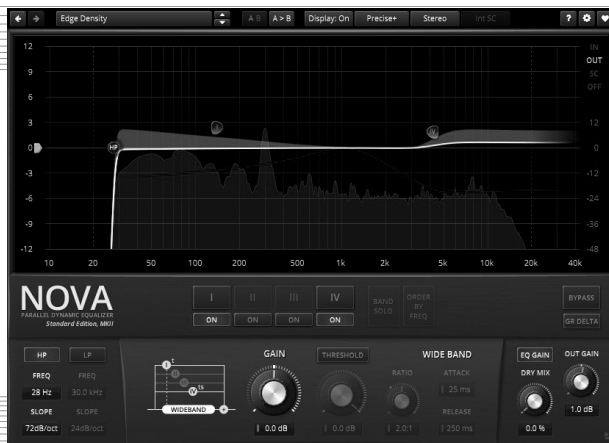 Edge Density
A B
A > B
Display: On
Precise+
Stereo
Int SC
?
12
9
6
3
0
-3
-6
-9
-12
I
IV
HP
IN
OUT
SC
OFF
12
0
-12
-24
-36
-48
10 20 50 100 200 500 1k 2k 5k 10k 20k 40k
NOVA
PARALLEL DYNAMIC EQUALIZER
Standard Edition, MKII
I II III IV
ON ON ON ON
BAND
SOLO
ORDER
BY
FREQ
BYPASS
GR DELTA
HP LP
FREQ FREQ
28 Hz 30.0 kHz
SLOPE SLOPE
72dB/oct 24dB/oct
I t
II
III
IV ts
WIDEBAND
GAIN
0.0 dB
THRESHOLD
0.0 dB
WIDE BAND
RATIO
2.0:1
ATTACK
25 ms
RELEASE
250 ms
EQ GAIN
OUT GAIN
DRY MIX
1.0 dB
0.0 %